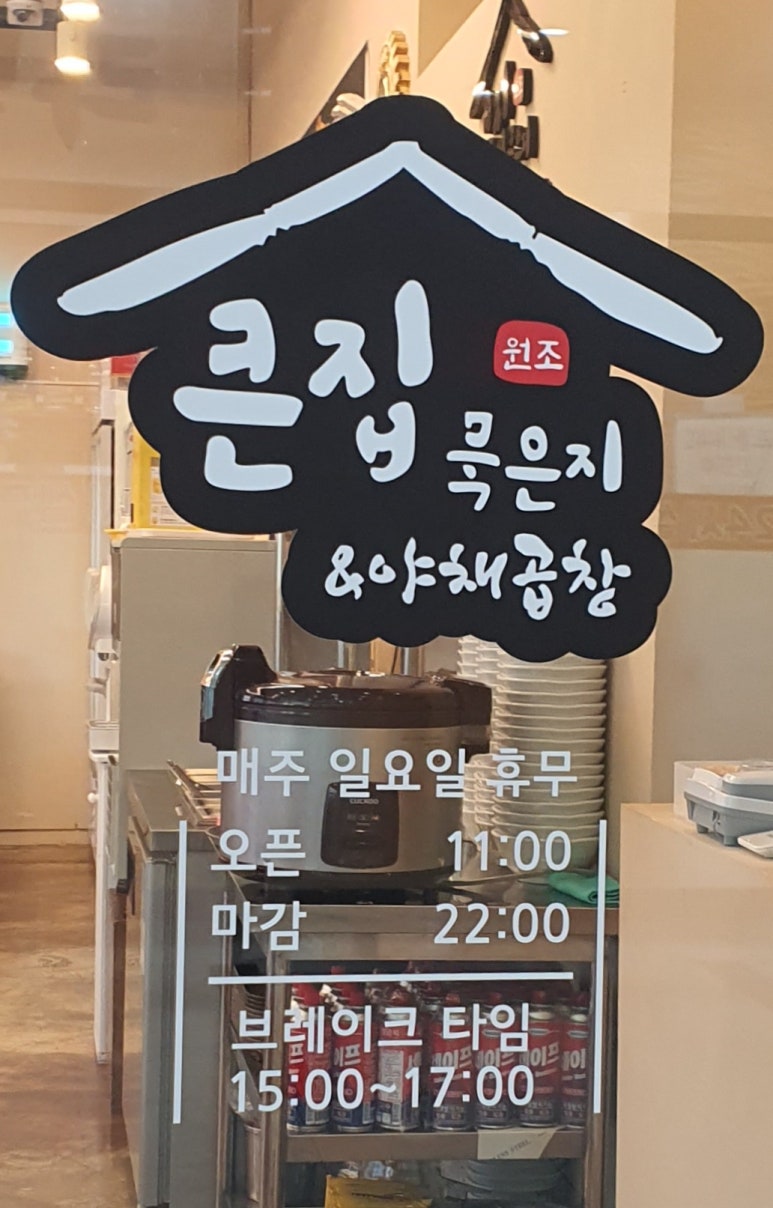 큰집 원조
묵은지
&야채곱창
매주 일요일 휴무
오픈 11:00
마감 22:00
브레이크 타임
15:00~17:00
CUCKOO